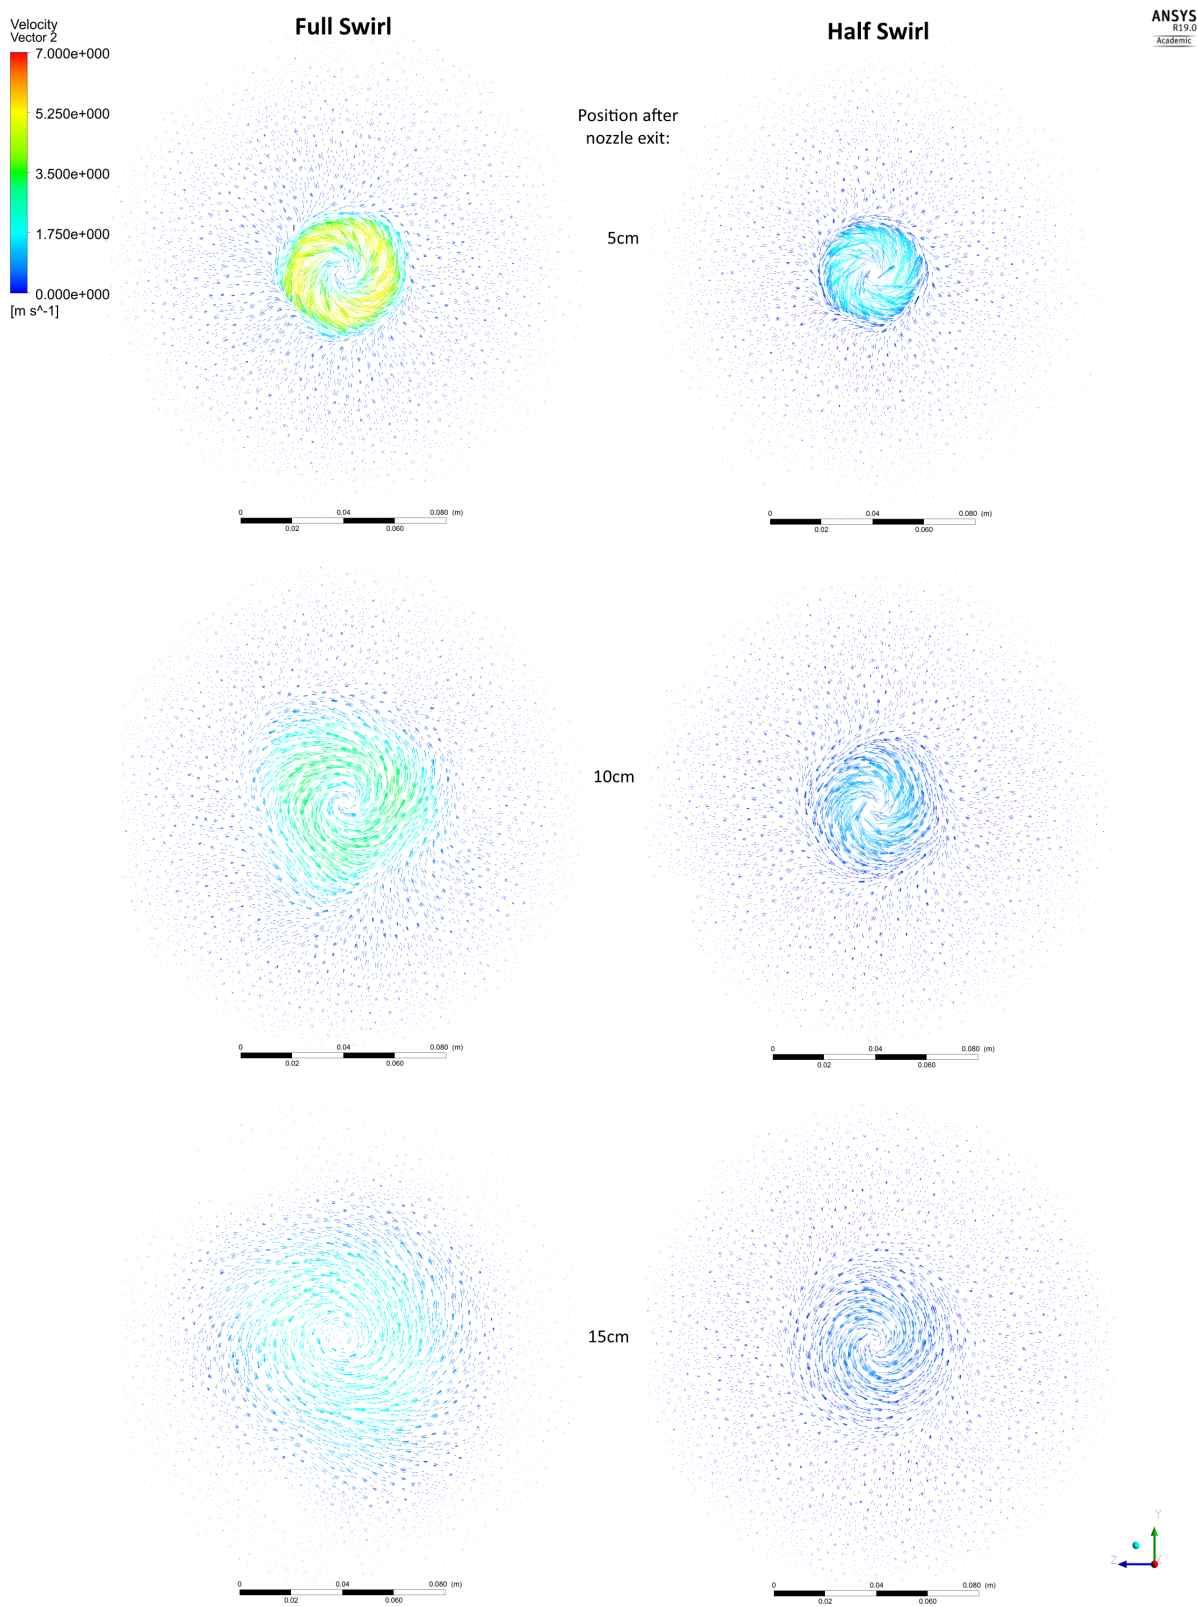 Full Swirl
Half Swirl
ANSYS
R19.0
Academic
Velocity
Vector 2
7.000e+000
5.250e+000
3.500e+000
1.750e+000
0.000e+000
[m s^-1]
Position after
nozzle exit:
5cm
0 0.04 0.080 (m)
0.02 0.060
0 0.04 0.080 (m)
0.02 0.060
10cm
0 0.04 0.080 (m)
0.02 0.060
0 0.04 0.080 (m)
0.02 0.060
15cm
0 0.04 0.080 (m)
0.02 0.060
0 0.04 0.080 (m)
0.02 0.060
Y
Z
X